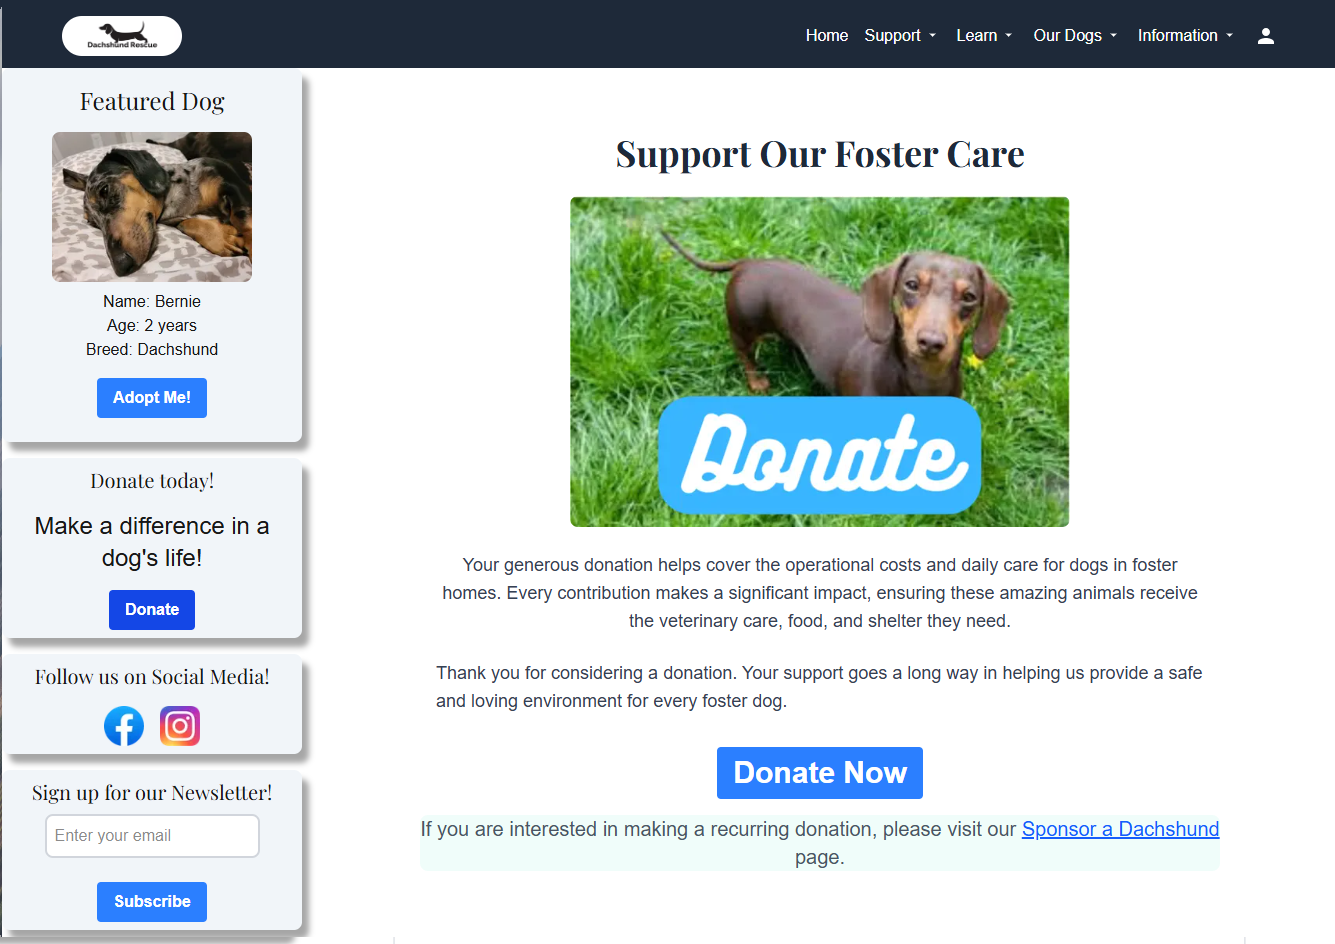 Dachshund Rescue
Home
Support
Learn
Our Dogs
Information
Featured Dog
Name: Bernie
Age: 2 years
Breed: Dachshund
Adopt Me!
Donate today!
Make a difference in a
dog's life!
Donate
Follow us on Social Media!
Sign up for our Newsletter!
Enter your email
Subscribe
Support Our Foster Care
Donate
Your generous donation helps cover the operational costs and daily care for dogs in foster
homes. Every contribution makes a significant impact, ensuring these amazing animals receive
the veterinary care, food, and shelter they need.
Thank you for considering a donation. Your support goes a long way in helping us provide a safe
and loving environment for every foster dog.
Donate Now
If you are interested in making a recurring donation, please visit our Sponsor a Dachshund
page.